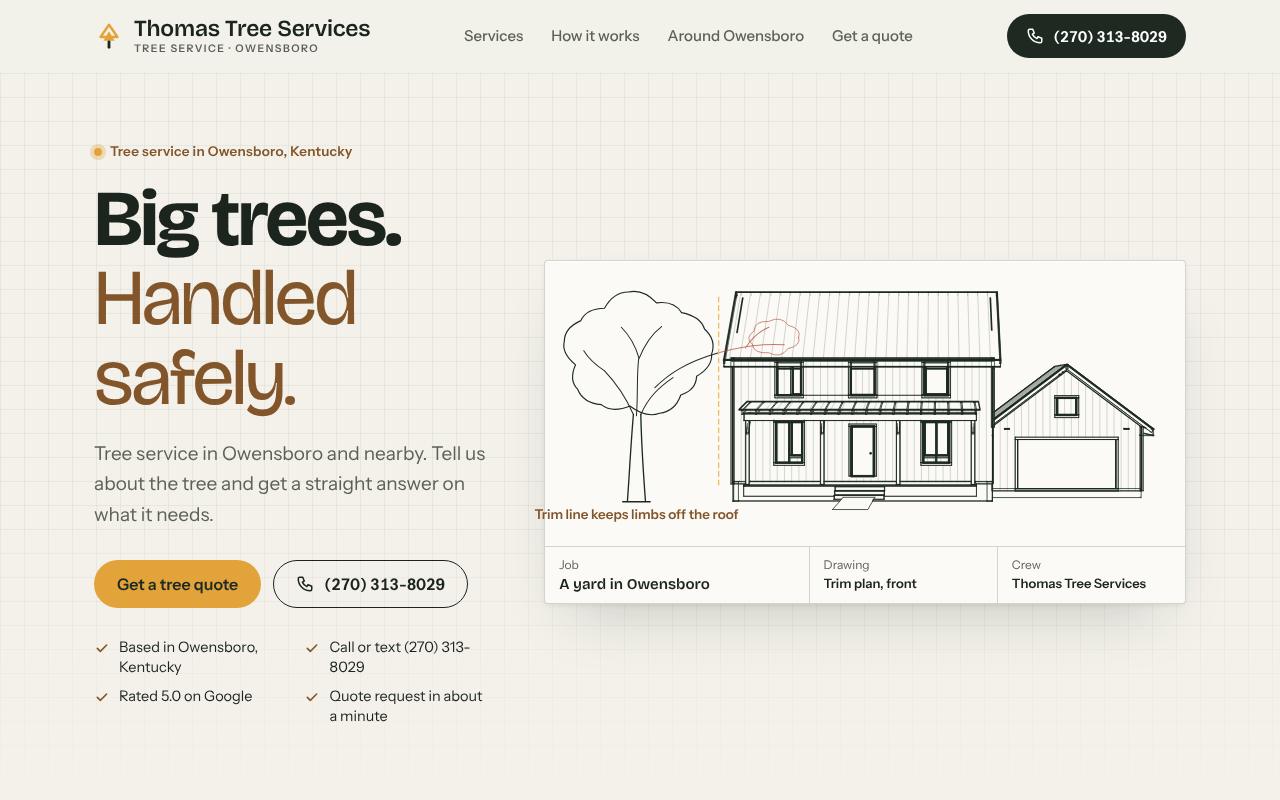 Thomas Tree Services
TREE SERVICE · OWENSBORO
Services
How it works
Around Owensboro
Get a quote
(270) 313-8029
Tree service in Owensboro, Kentucky
Big trees.
Handled
safely.
Tree service in Owensboro and nearby. Tell us
about the tree and get a straight answer on
what it needs.
Get a tree quote
(270) 313-8029
Based in Owensboro,
Kentucky
Call or text (270) 313-
8029
Rated 5.0 on Google
Quote request in about
a minute
Trim line keeps limbs off the roof
Job
A yard in Owensboro
Drawing
Trim plan, front
Crew
Thomas Tree Services